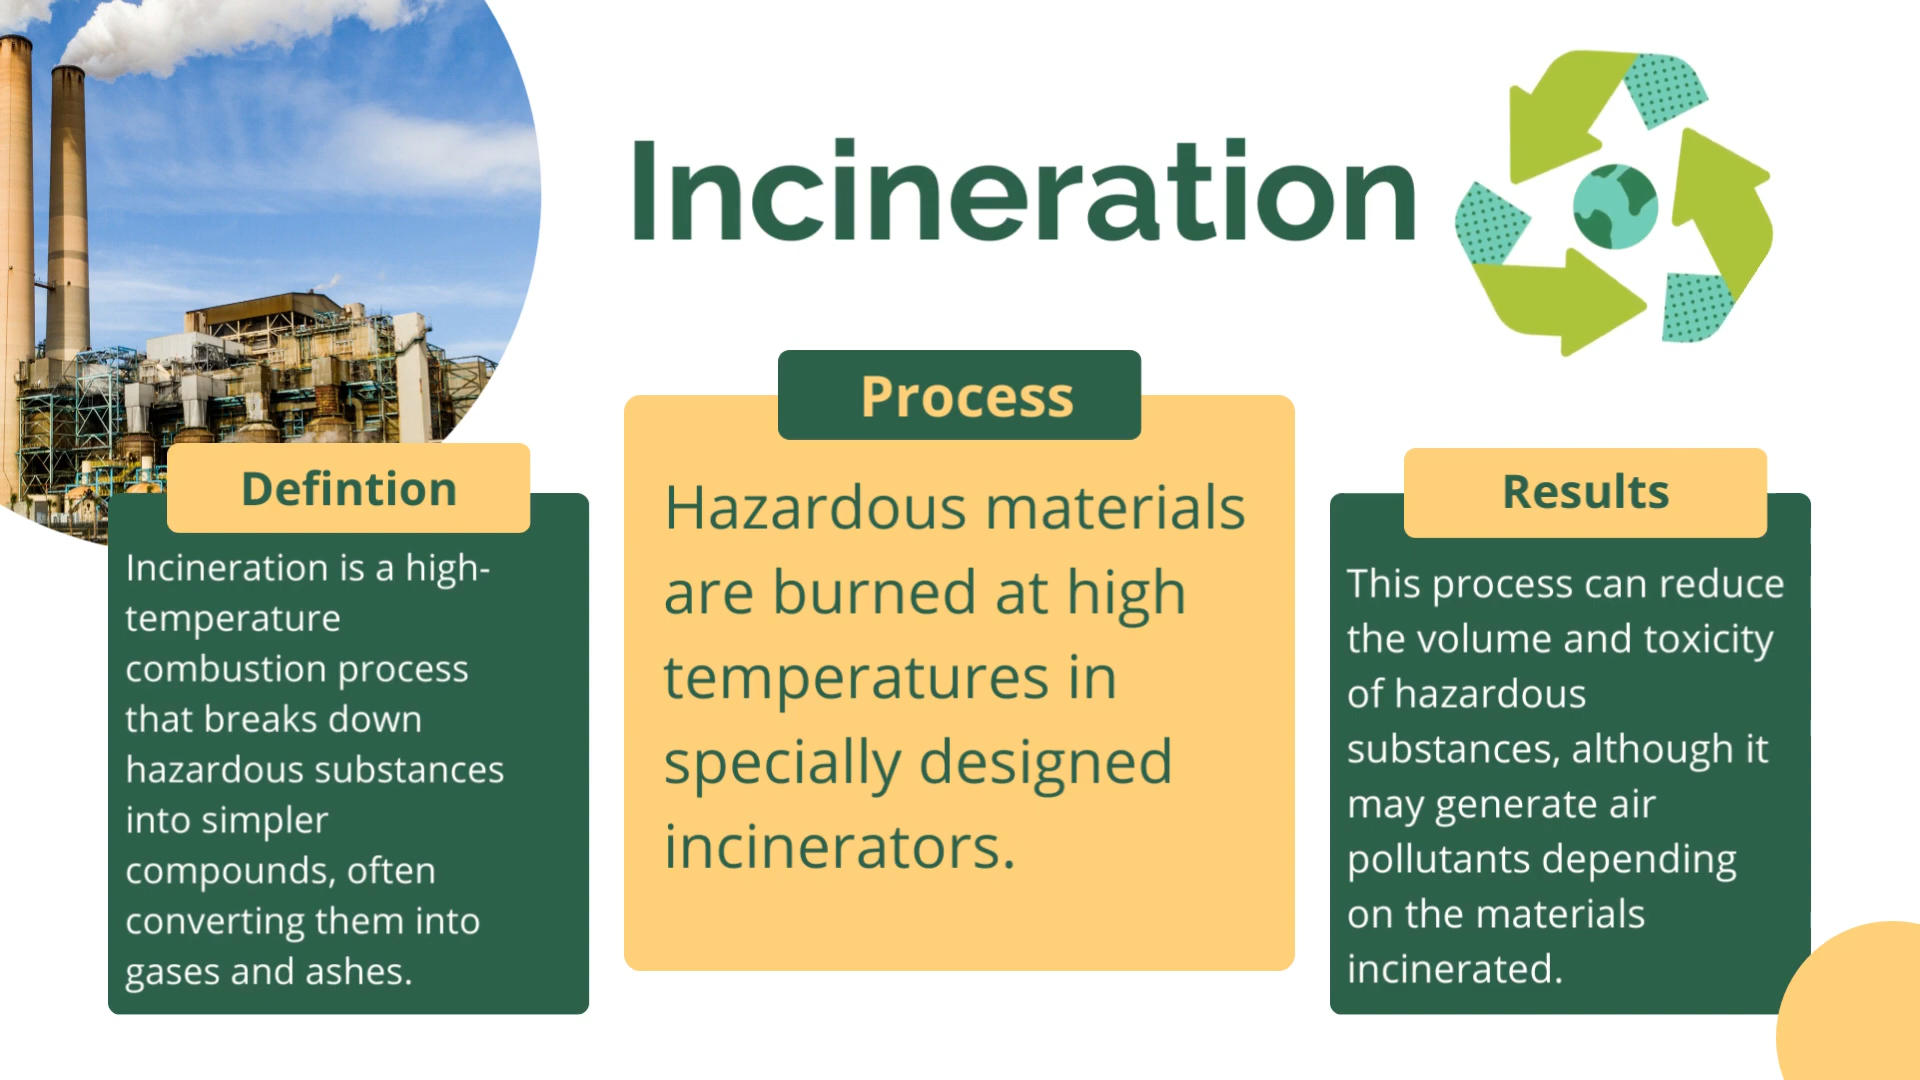 Incineration
Defintion
Incineration is a high-
temperature
combustion process
that breaks down
hazardous substances
into simpler
compounds, often
converting them into
gases and ashes.
Process
Hazardous materials
are burned at high
temperatures in
specially designed
incinerators.
Results
This process can reduce
the volume and toxicity
of hazardous
substances, although it
may generate air
pollutants depending
on the materials
incinerated.